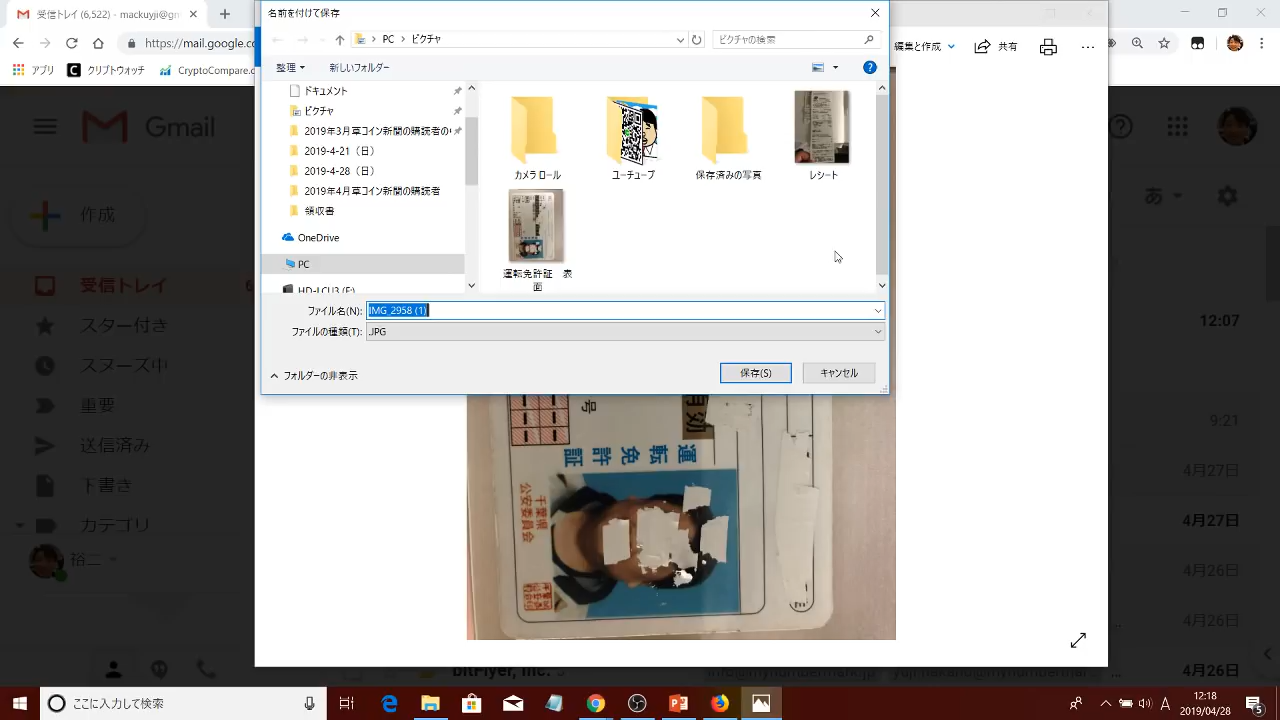 受信トレイ (6,522) - mackuyji@gm
名前を付けて保存
https://mail.google.cc
PC
ピクチャ
ピクチャの検索
編集と作成
共有
アプリ
クリプトウォッチ
CryptoCompare.c
整理
新しいフォルダー
ドキュメント
ピクチャ
2019年3月草コイン新聞の購読者の
2019-4-21（日）
2019-4-28（日）
2019年4月草コイン新聞の購読者
領収書
OneDrive
PC
HD-LCU3 (F:)
カメラロール
ユーチューブ
保存済みの写真
レシート
運転免許証　表面
Gmail
作成
あ
受信トレイ
6
スター付き
スヌーズ中
重要
送信済み
下書き
カテゴリ
裕二
ファイル名(N):
IMG_2958 (1)
ファイルの種類(T):
.JPG
フォルダーの非表示
保存(S)
キャンセル
12:07
9:21
4月27日
4月27日
4月26日
4月26日
4月26日
号
有効
運転免許証
千葉県
公安委員会
bitFlyer, Inc.
ここに入力して検索
A
12:18
2019/04/28
5